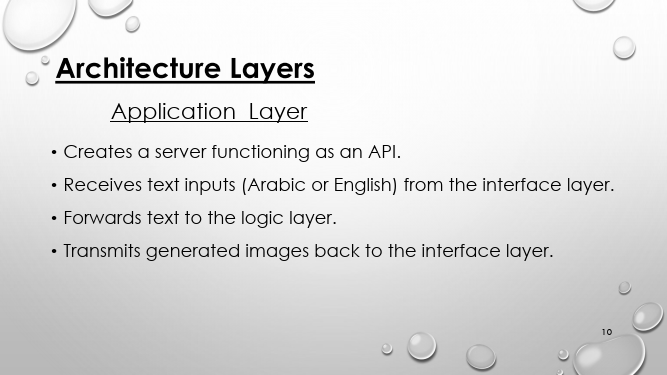 Architecture Layers
Application Layer
• Creates a server functioning as an API.
• Receives text inputs (Arabic or English) from the interface layer.
• Forwards text to the logic layer.
• Transmits generated images back to the interface layer.
10